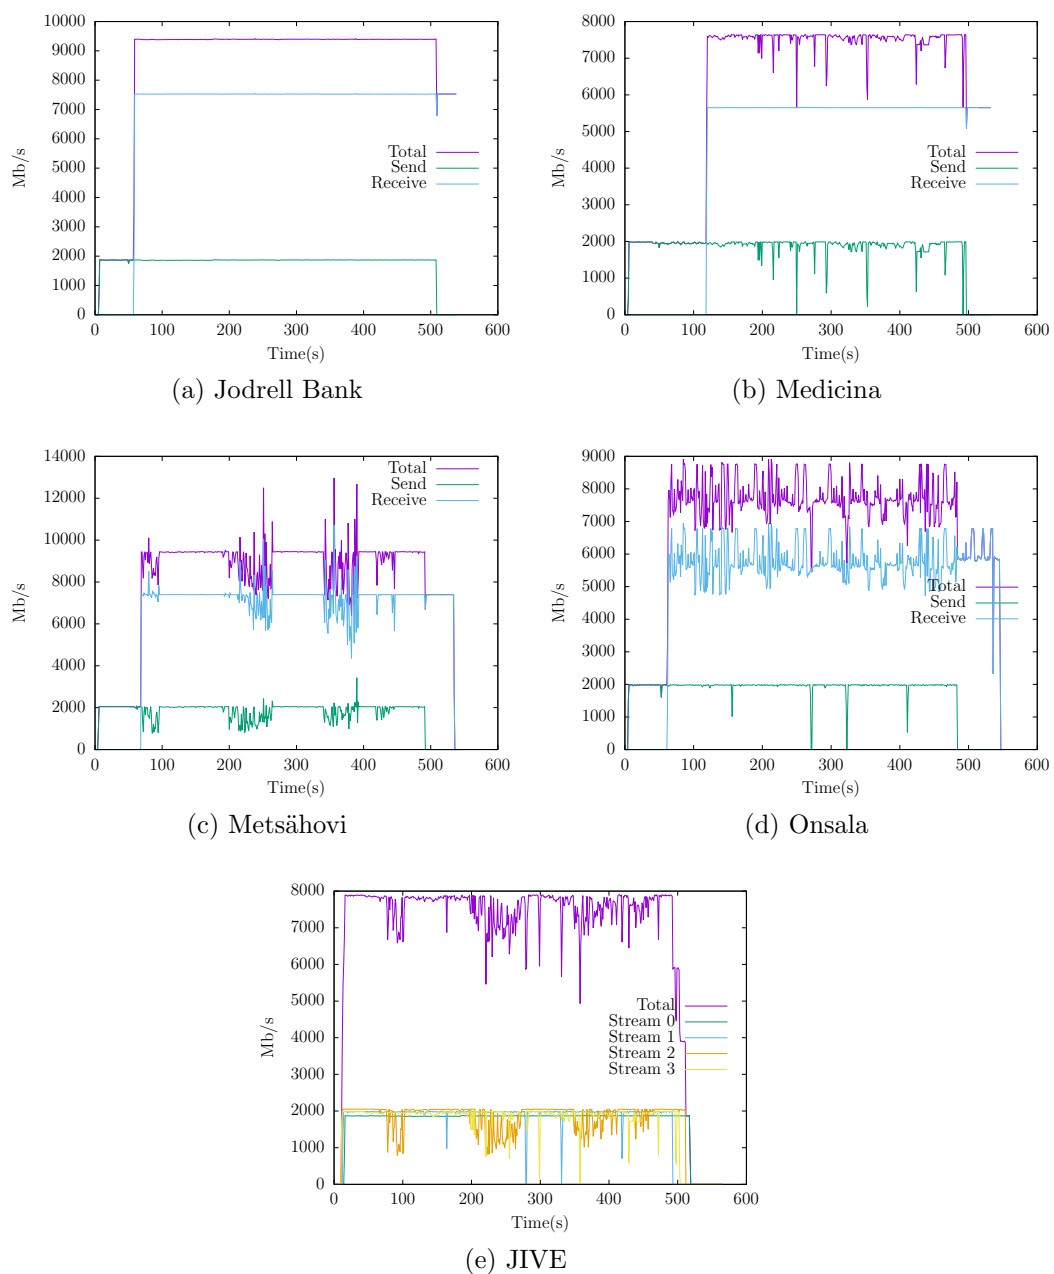 10000
9000
8000
7000
6000
5000
4000
3000
2000
1000
0
Mb/s
Total
Send
Receive
0 100 200 300 400 500 600
Time(s)
(a) Jodrell Bank
8000
7000
6000
5000
4000
3000
2000
1000
0
Mb/s
Total
Send
Receive
0 100 200 300 400 500 600
Time(s)
(b) Medicina
14000
12000
10000
8000
6000
4000
2000
0
Mb/s
Total
Send
Receive
0 100 200 300 400 500 600
Time(s)
(c) Metsähovi
9000
8000
7000
6000
5000
4000
3000
2000
1000
0
Mb/s
Total
Send
Receive
0 100 200 300 400 500 600
Time(s)
(d) Onsala
8000
7000
6000
5000
4000
3000
2000
1000
0
Mb/s
Total
Stream 0
Stream 1
Stream 2
Stream 3
0 100 200 300 400 500 600
Time(s)
(e) JIVE